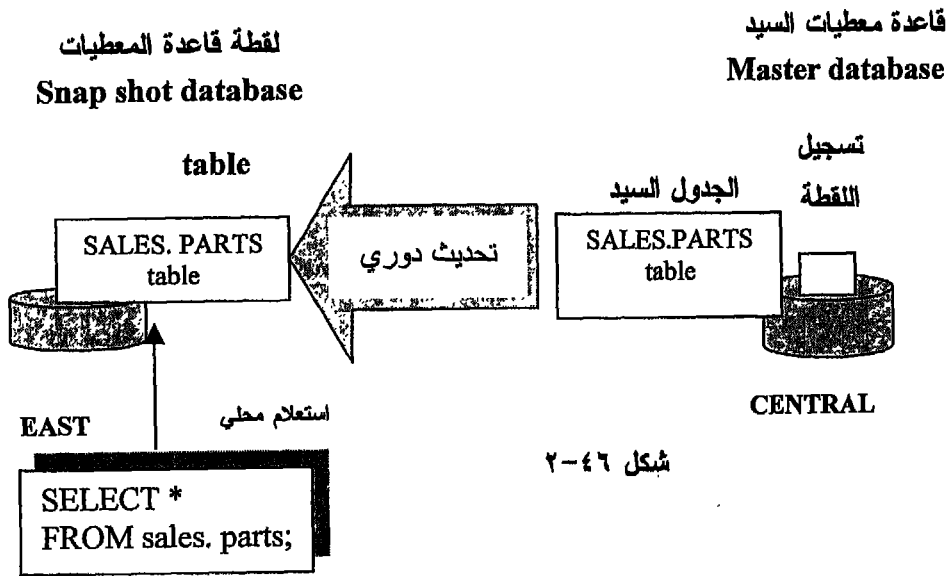 قاعدة معطيات السيد
Master database
لقطة قاعدة المعطيات
Snap shot database
تسجيل
اللقطة
الجدول السيد
SALES.PARTS
table
CENTRAL
تحديث دوري
table
SALES. PARTS
table
EAST
استعلام محلي
SELECT *
FROM sales. parts;
شكل ٤٦-٢